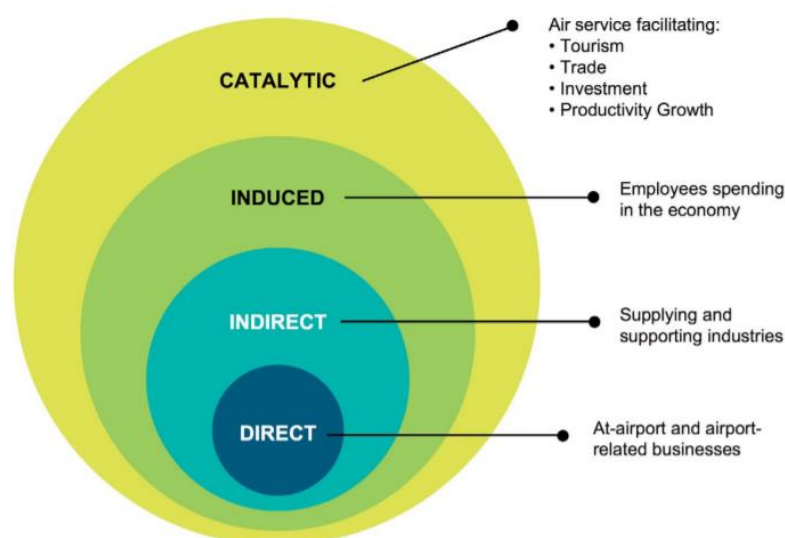 CATALYTIC
Air service facilitating:
• Tourism
• Trade
• Investment
• Productivity Growth
INDUCED
Employees spending
in the economy
INDIRECT
Supplying and
supporting industries
DIRECT
At-airport and airport-
related businesses